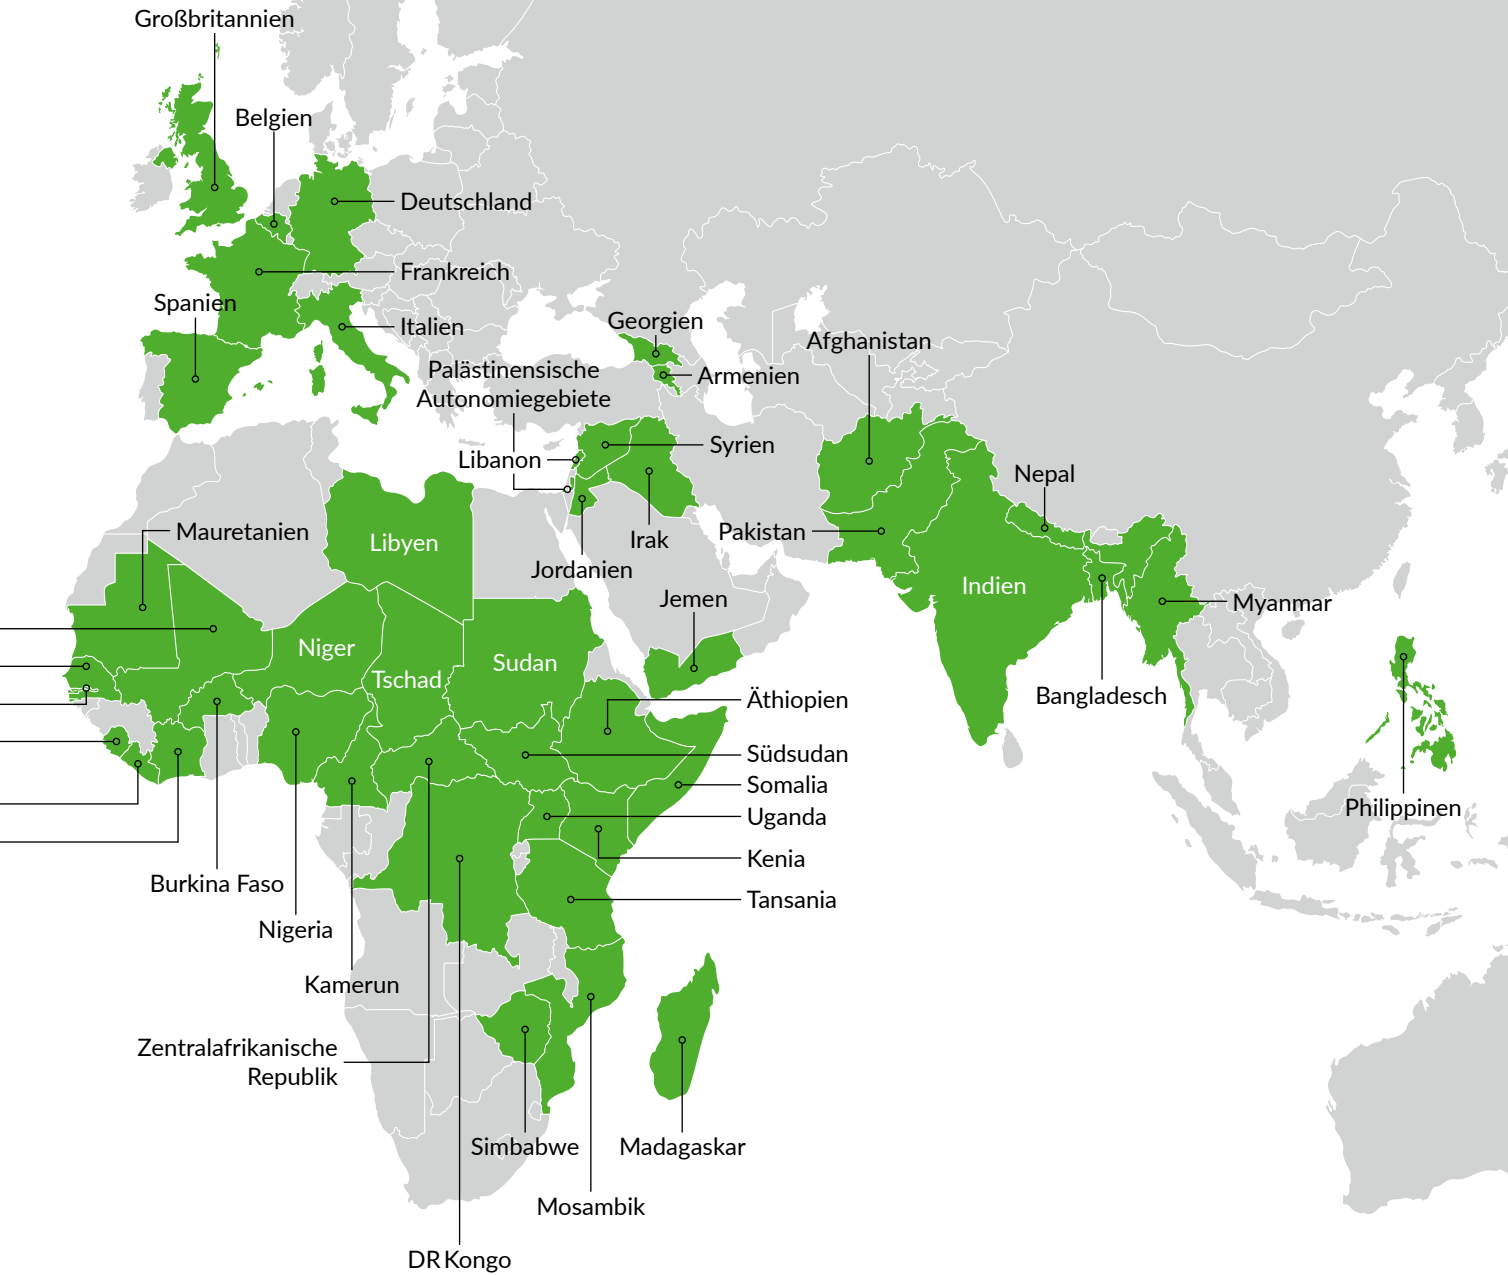 Großbritannien
Belgien
Deutschland
Frankreich
Spanien
Italien
Georgien
Afghanistan
Palästinensische
Autonomiegebiete
Armenien
Syrien
Libanon
Nepal
Mauretanien
Libyen
Irak
Pakistan
Jordanien
Indien
Jemen
Myanmar
Niger
Tschad
Sudan
Bangladesch
Äthiopien
Südsudan
Somalia
Philippinen
Uganda
Kenia
Burkina Faso
Tansania
Nigeria
Kamerun
Zentralafrikanische
Republik
Simbabwe
Madagaskar
Mosambik
DR Kongo